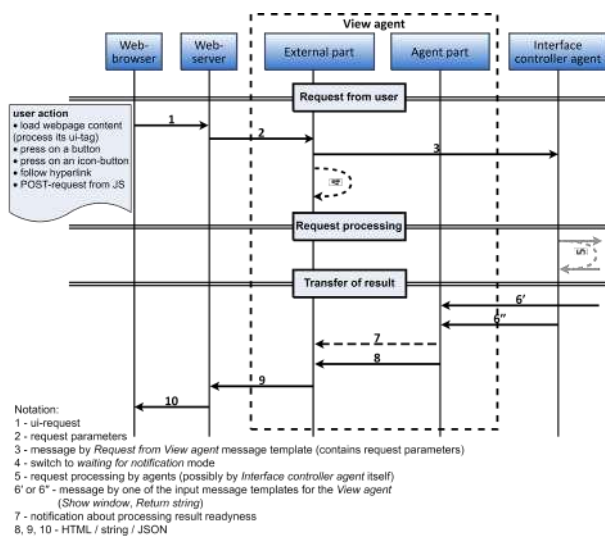 View agent
Web-
browser
Web-
server
External part
Agent part
Interface
controller agent
Request from user
user action
• load webpage content
(process its ui-tag)
• press on a button
• press on an icon-button
• follow hyperlink
• POST-request from JS
1
2
3
4
Request processing
5
Transfer of result
6′
6″
7
8
9
10
Notation:
1 - ui-request
2 - request parameters
3 - message by Request from View agent message template (contains request parameters)
4 - switch to waiting for notification mode
5 - request processing by agents (possibly by Interface controller agent itself)
6′ or 6″ - message by one of the input message templates for the View agent
(Show window, Return string)
7 - notification about processing result readyness
8, 9, 10 - HTML / string / JSON